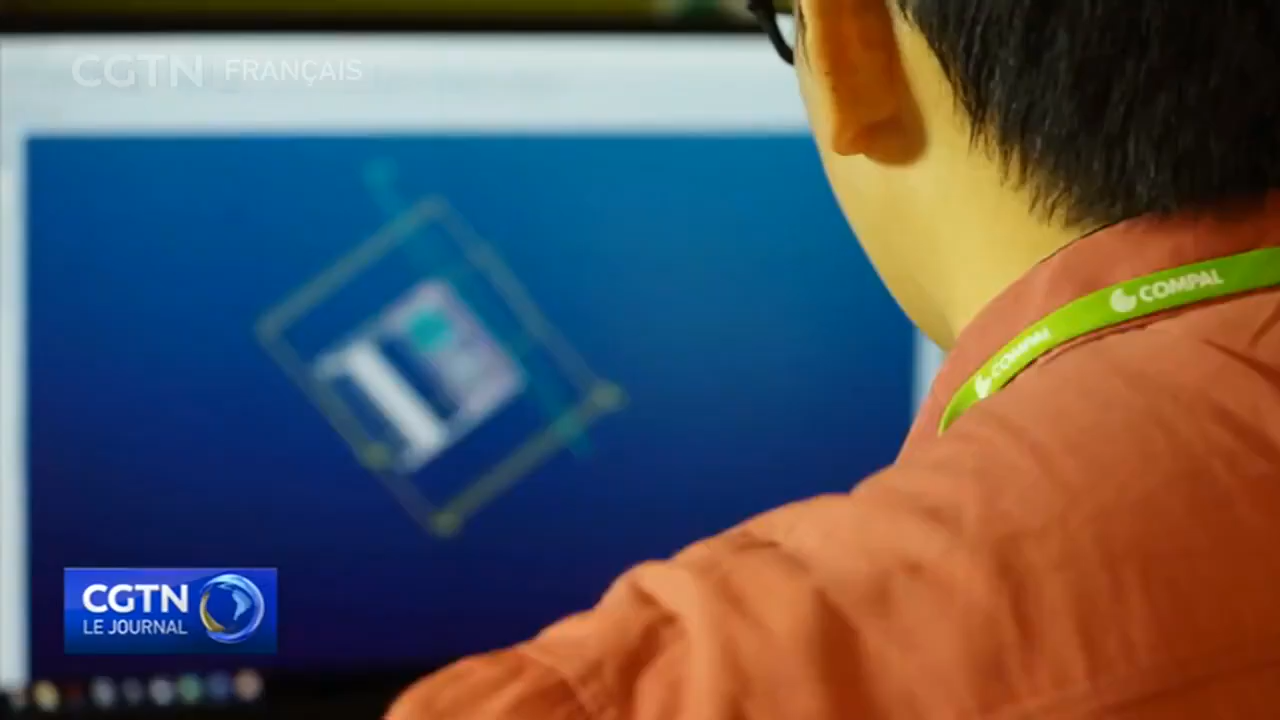 CGTN FRANÇAIS
COMPAL
COMPAL
CGTN
LE JOURNAL